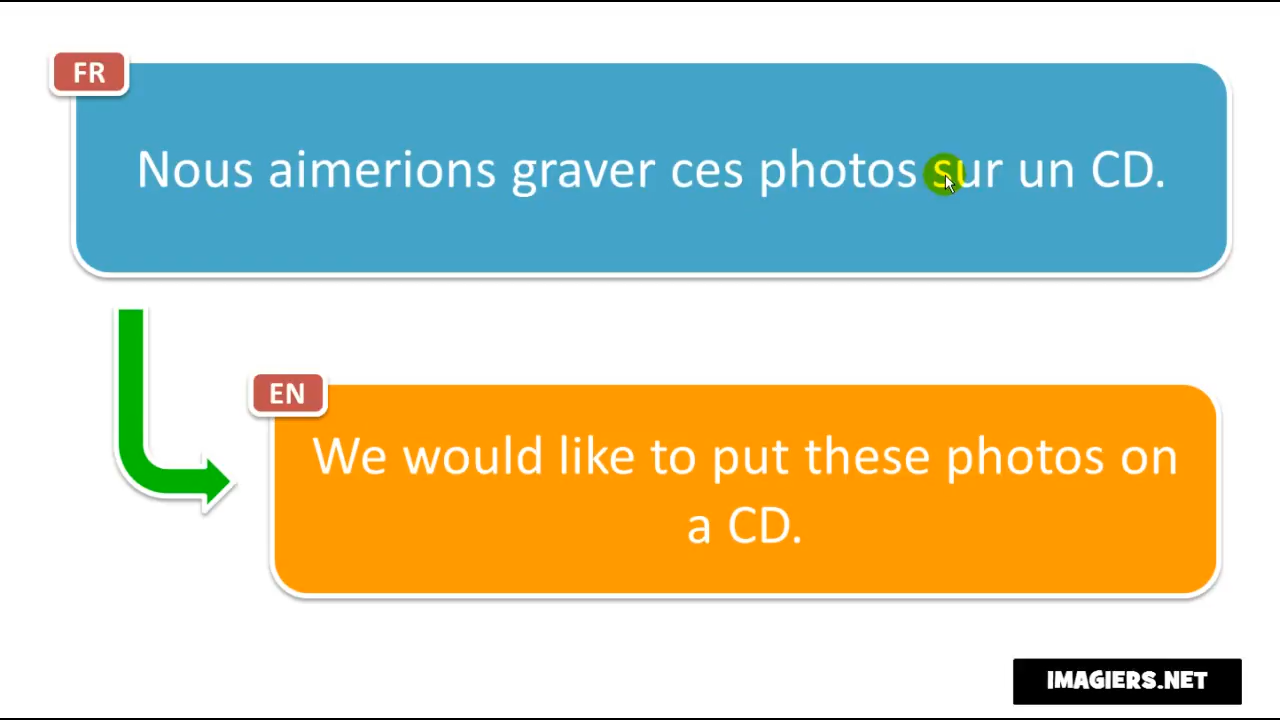 FR
Nous aimerions graver ces photos sur un CD.
EN
We would like to put these photos on
a CD.
IMAGIERS.NET